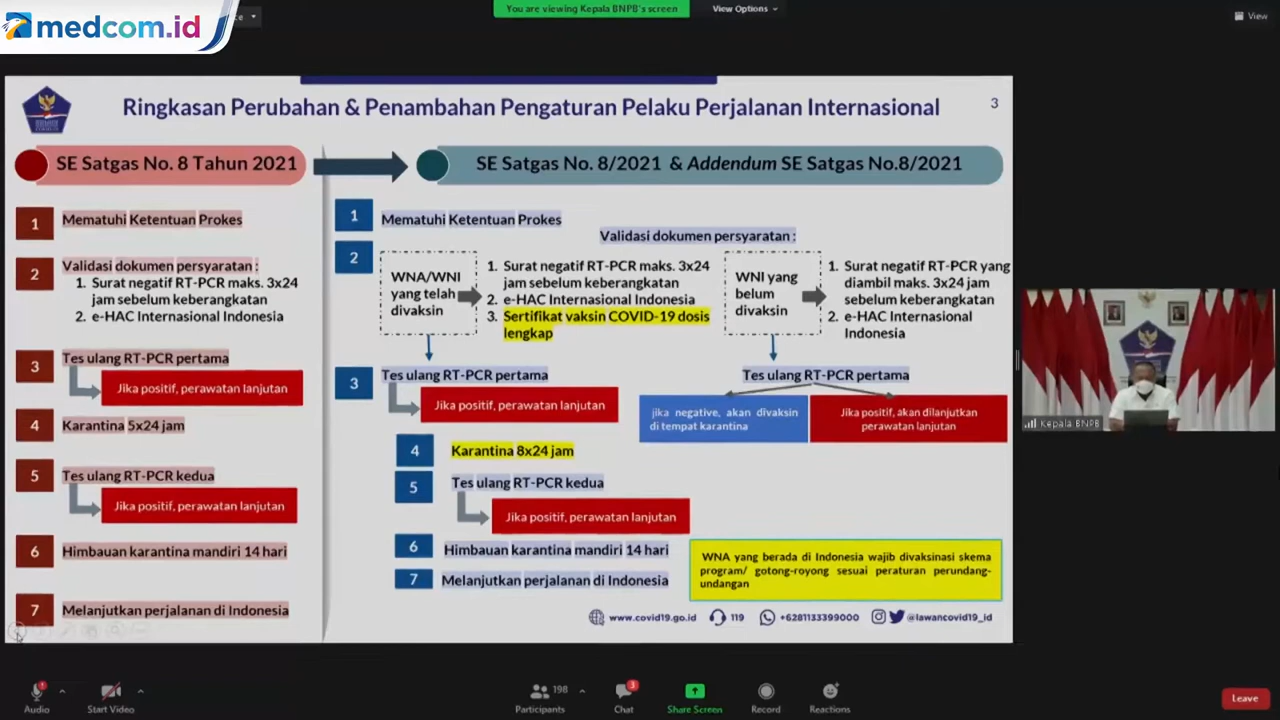 medcom.id
You are viewing Kepala BNPB's screen
View Options
View
Ringkasan Perubahan & Penambahan Pengaturan Pelaku Perjalanan Internasional
3
SE Satgas No. 8 Tahun 2021
1 Mematuhi Ketentuan Prokes
2 Validasi dokumen persyaratan :
1. Surat negatif RT-PCR maks. 3x24
jam sebelum keberangkatan
2. e-HAC Internasional Indonesia
3 Tes ulang RT-PCR pertama
Jika positif, perawatan lanjutan
4 Karantina 5x24 jam
5 Tes ulang RT-PCR kedua
Jika positif, perawatan lanjutan
6 Himbauan karantina mandiri 14 hari
7 Melanjutkan perjalanan di Indonesia
SE Satgas No. 8/2021 & Addendum SE Satgas No.8/2021
1 Mematuhi Ketentuan Prokes
Validasi dokumen persyaratan :
2
WNA/WNI
yang telah
divaksin
1. Surat negatif RT-PCR maks. 3x24
jam sebelum keberangkatan
2. e-HAC Internasional Indonesia
3. Sertifikat vaksin COVID-19 dosis
lengkap
WNI yang
belum
divaksin
1. Surat negatif RT-PCR yang
diambil maks. 3x24 jam
sebelum keberangkatan
2. e-HAC Internasional
Indonesia
3 Tes ulang RT-PCR pertama
Jika positif, perawatan lanjutan
Tes ulang RT-PCR pertama
jika negative, akan divaksin
di tempat karantina
Jika positif, akan dilanjutkan
perawatan lanjutan
4 Karantina 8x24 jam
5 Tes ulang RT-PCR kedua
Jika positif, perawatan lanjutan
6 Himbauan karantina mandiri 14 hari
7 Melanjutkan perjalanan di Indonesia
WNA yang berada di Indonesia wajib divaksinasi skema
program/ gotong-royong sesuai peraturan perundang-
undangan
www.covid19.go.id 119 +6281133399000 @lawancovid19_id
Kepala BNPB
Audio
Start Video
198
Participants
3
Chat
Share Screen
Record
Reactions
Leave